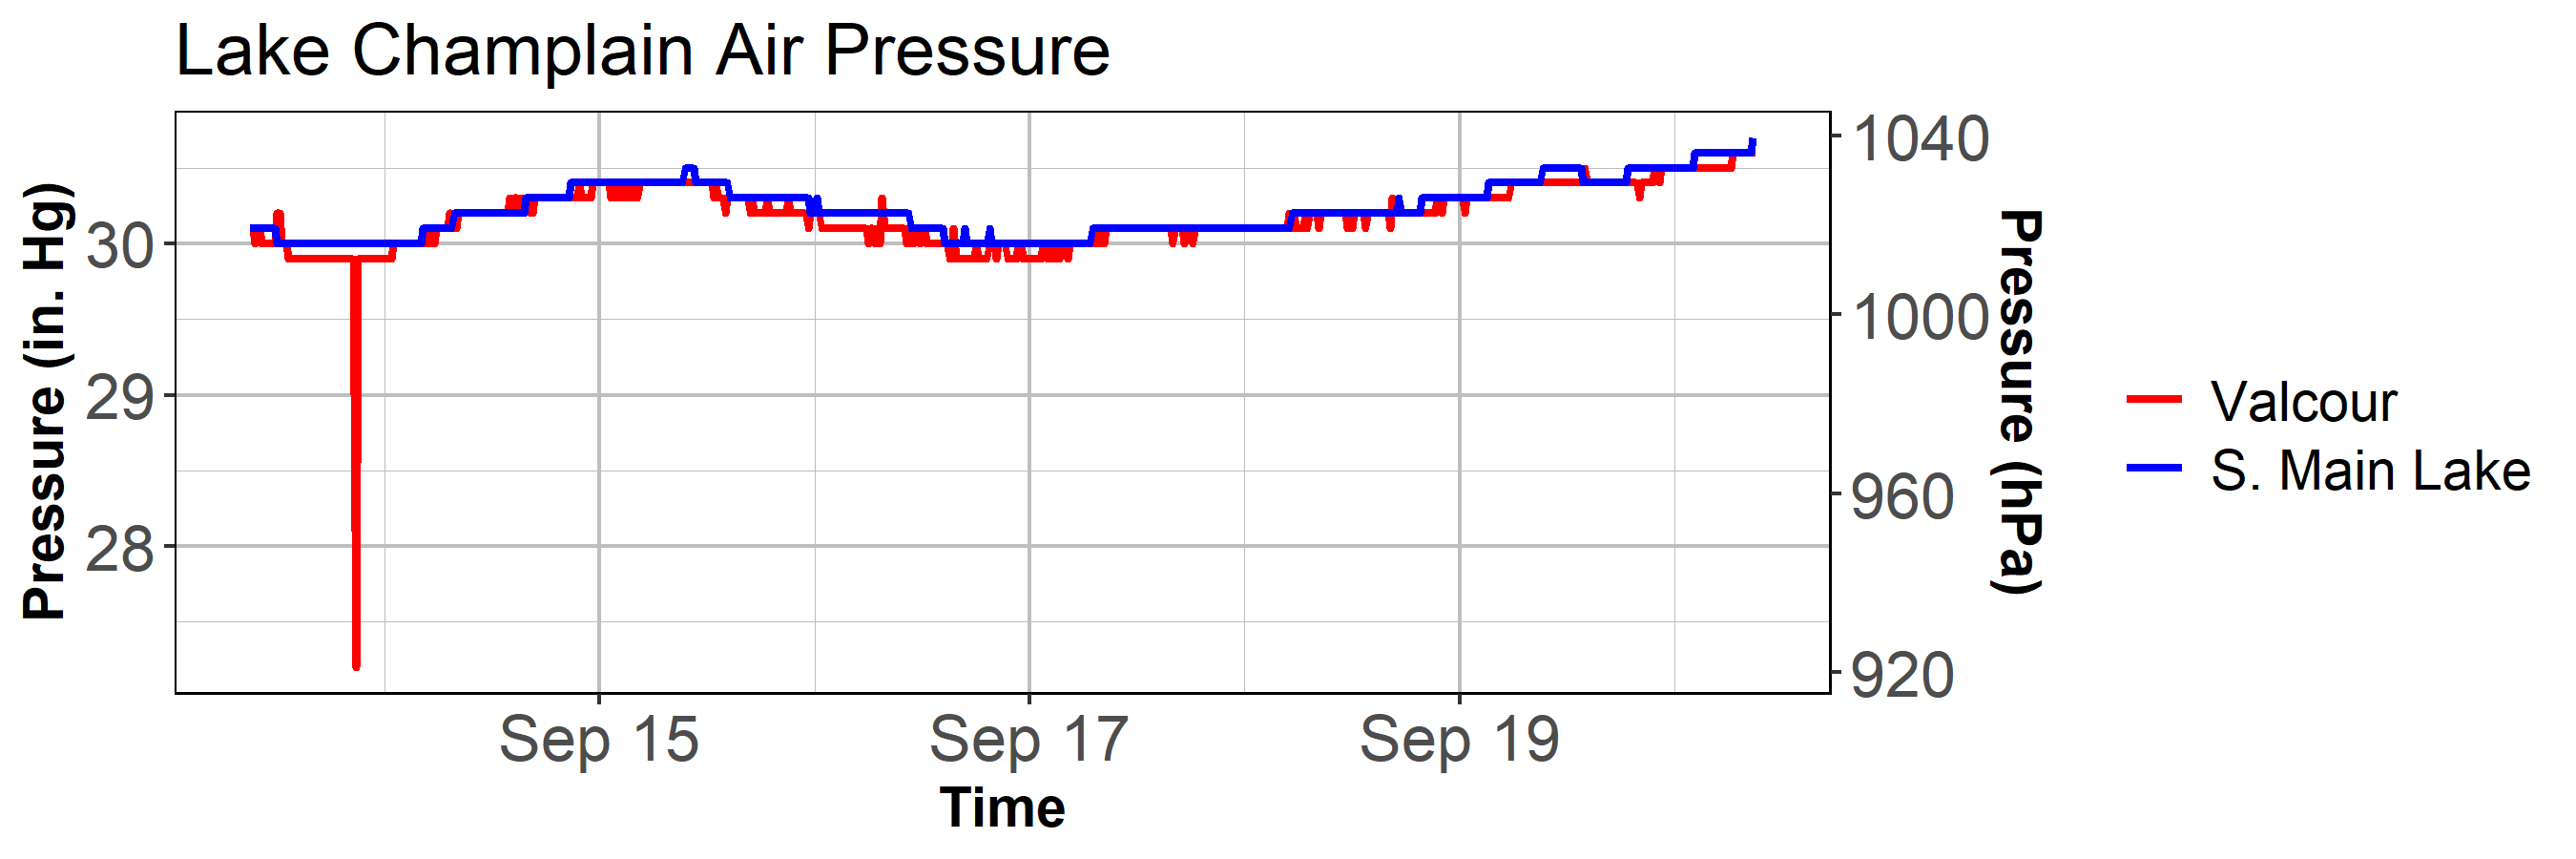 Lake Champlain Air Pressure
Pressure (in. Hg)
30
29
28
1040
1000
960
920
Pressure (hPa)
Sep 15
Sep 17
Sep 19
Time
Valcour
S. Main Lake